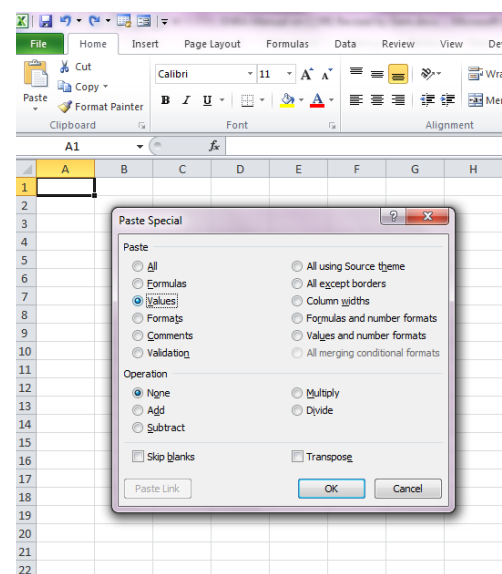 File Home Insert Page Layout Formulas Data Review View De
Cut
Copy
Paste
Format Painter
Calibri 11 A A
B I U A
Wra
Mer
Clipboard Font Alignment
A1 fx
A B C D E F G H
1
2
3
4
5
6
7
8
9
10
11
12
13
14
15
16
17
18
19
20
21
22
Paste Special
Paste
All
Formulas
Values
Formats
Comments
Validation
All using Source theme
All except borders
Column widths
Formulas and number formats
Values and number formats
All merging conditional formats
Operation
None
Add
Subtract
Multiply
Divide
Skip blanks
Transpose
Paste Link
OK
Cancel